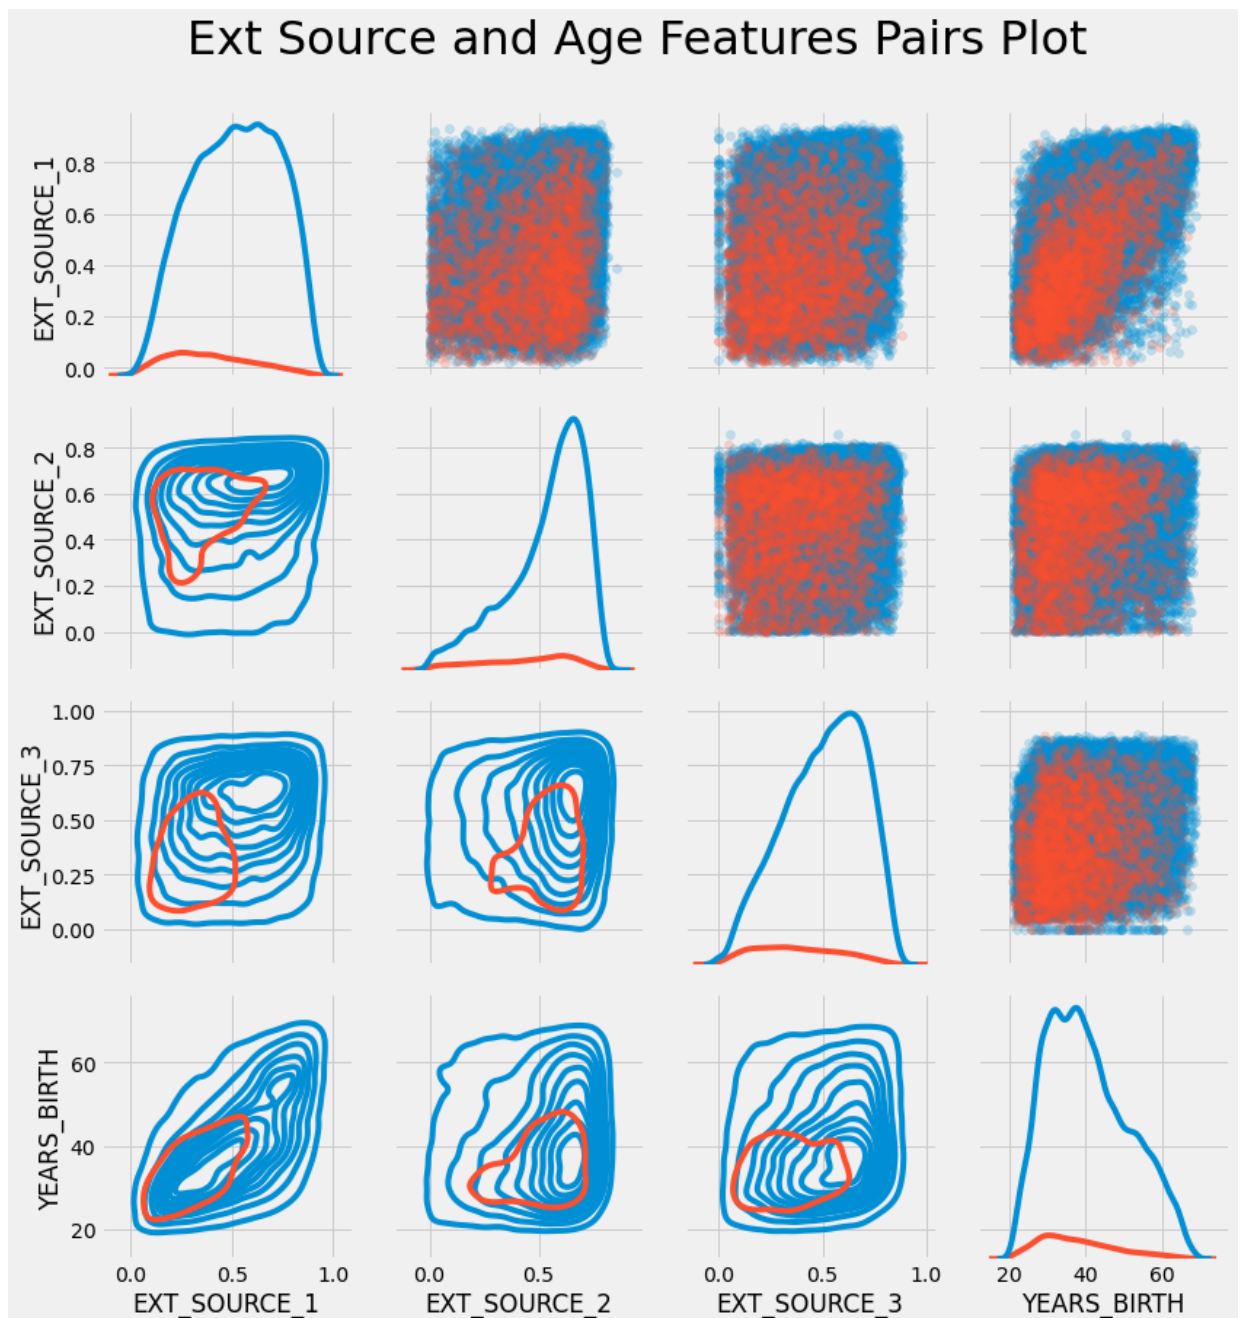 Ext Source and Age Features Pairs Plot
EXT_SOURCE_1
0.8
0.6
0.4
0.2
0.0
EXT_SOURCE_2
0.8
0.6
0.4
0.2
0.0
EXT_SOURCE_3
1.00
0.75
0.50
0.25
0.00
YEARS_BIRTH
60
40
20
0.0 0.5 1.0 0.0 0.5 0.0 0.5 1.0 20 40 60
EXT_SOURCE_1 EXT_SOURCE_2 EXT_SOURCE_3 YEARS_BIRTH